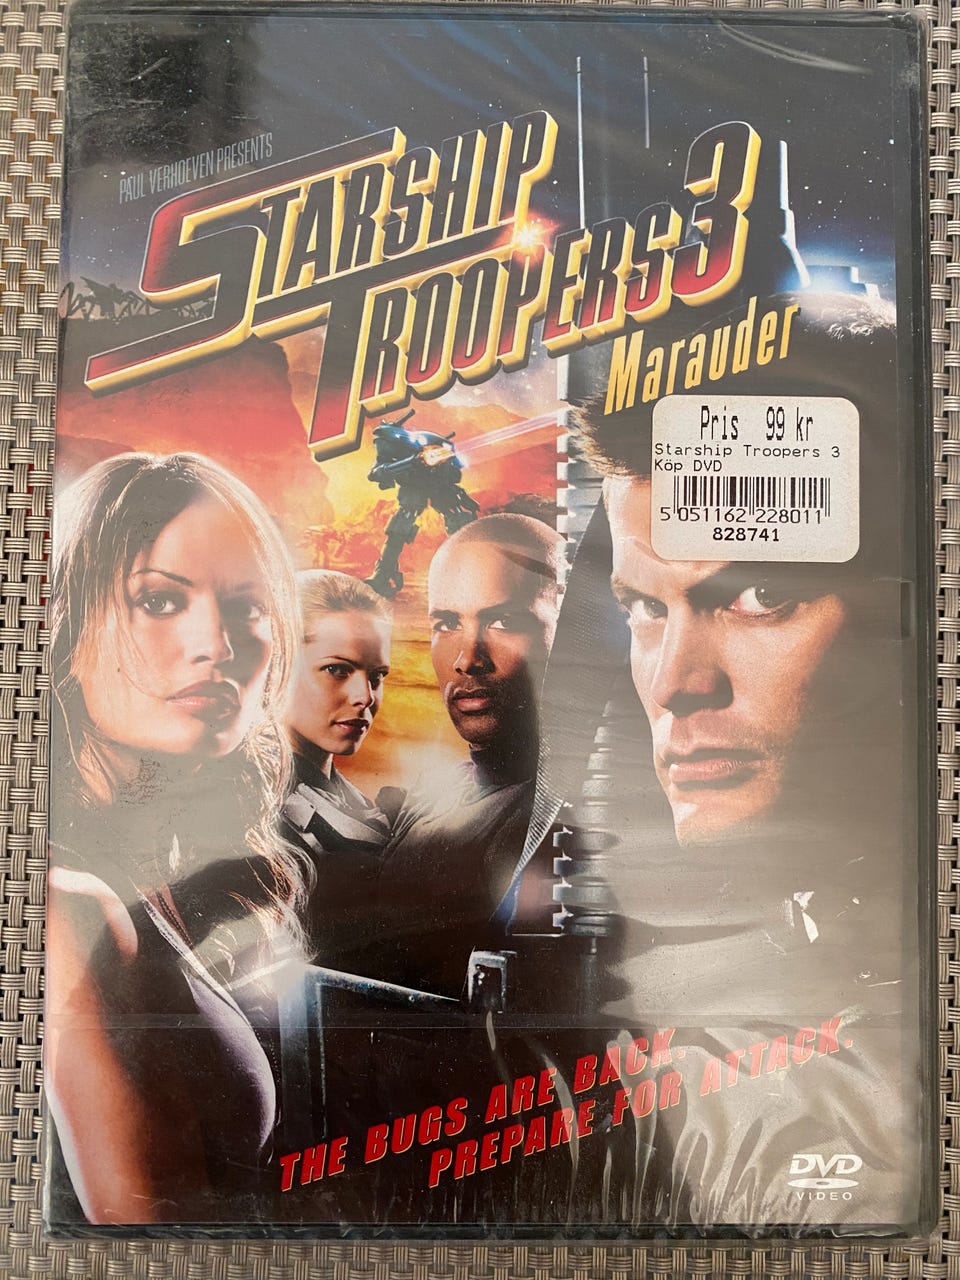 PAUL VERHOEVEN PRESENTS
STARSHIP
TROOPERS 3
Marauder
Pris 99 kr
Starship Troopers 3
Köp DVD
5 051162 228011
828741
THE BUGS ARE BACK.
PREPARE FOR ATTACK.
DVD
VIDEO